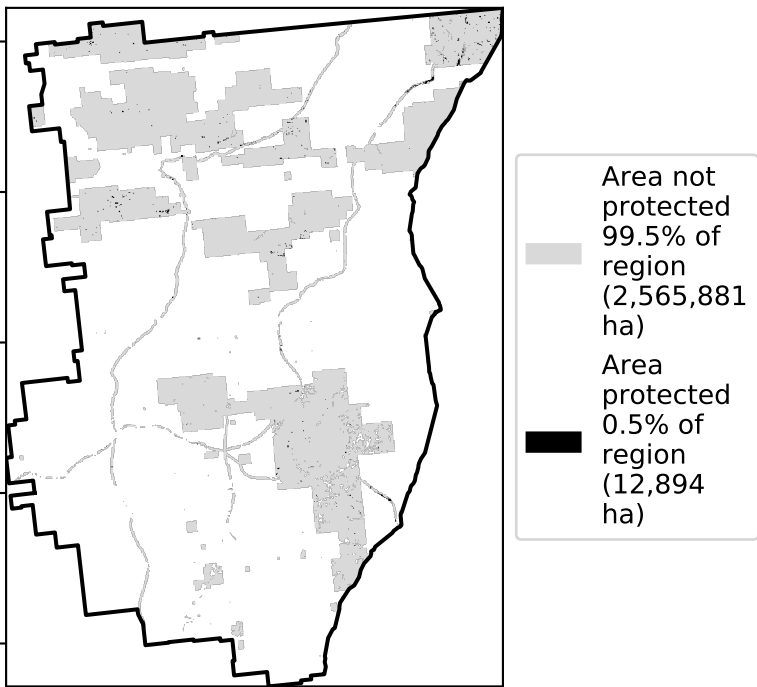 Area not
protected
99.5% of
region
(2,565,881
ha)
Area
protected
0.5% of
region
(12,894
ha)